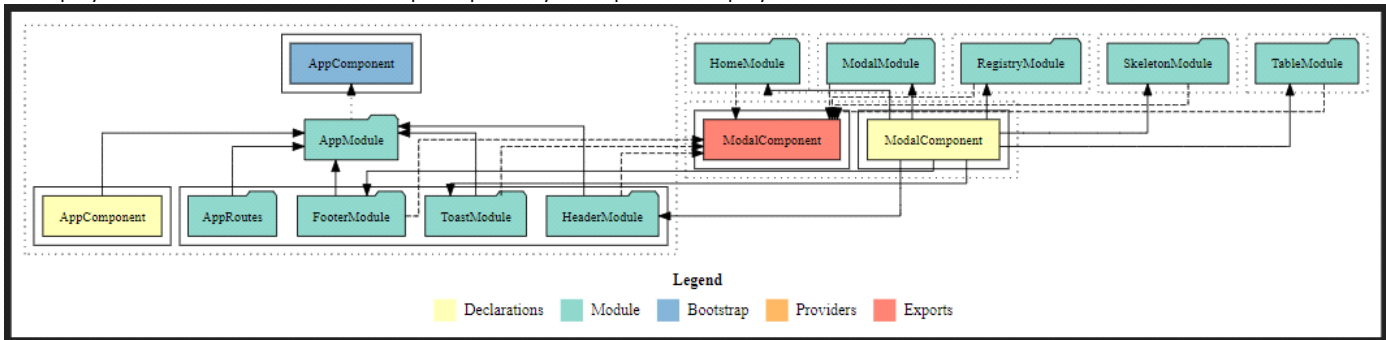 AppComponent
HomeModule
ModalModule
RegistryModule
SkeletonModule
TableModule
AppModule
ModalComponent
ModalComponent
AppComponent
AppRoutes
FooterModule
ToastModule
HeaderModule
Legend
Declarations
Module
Bootstrap
Providers
Exports